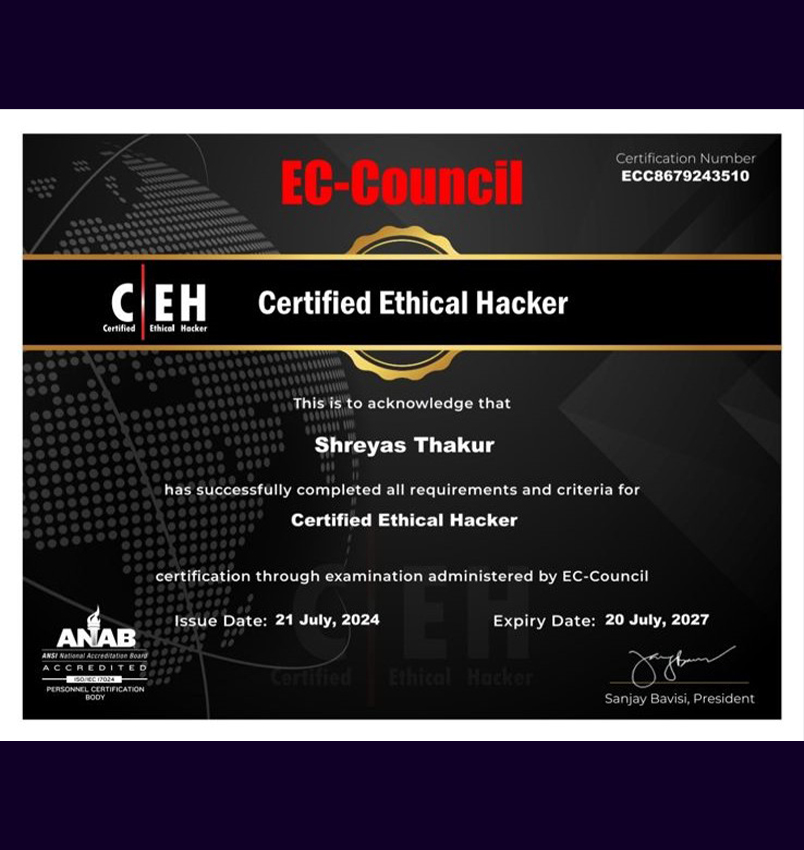 EC-Council
Certification Number
ECC8679243510
C|EH
Certified Ethical Hacker
Certified Ethical Hacker
This is to acknowledge that
Shreyas Thakur
has successfully completed all requirements and criteria for
Certified Ethical Hacker
certification through examination administered by EC-Council
Issue Date: 21 July, 2024
Expiry Date: 20 July, 2027
CEH
Certified Ethical Hacker
ANAB
ANSI National Accreditation Board
ACCREDITED
ISO/IEC 17024
PERSONNEL CERTIFICATION
BODY
Sanjay Bavisi, President